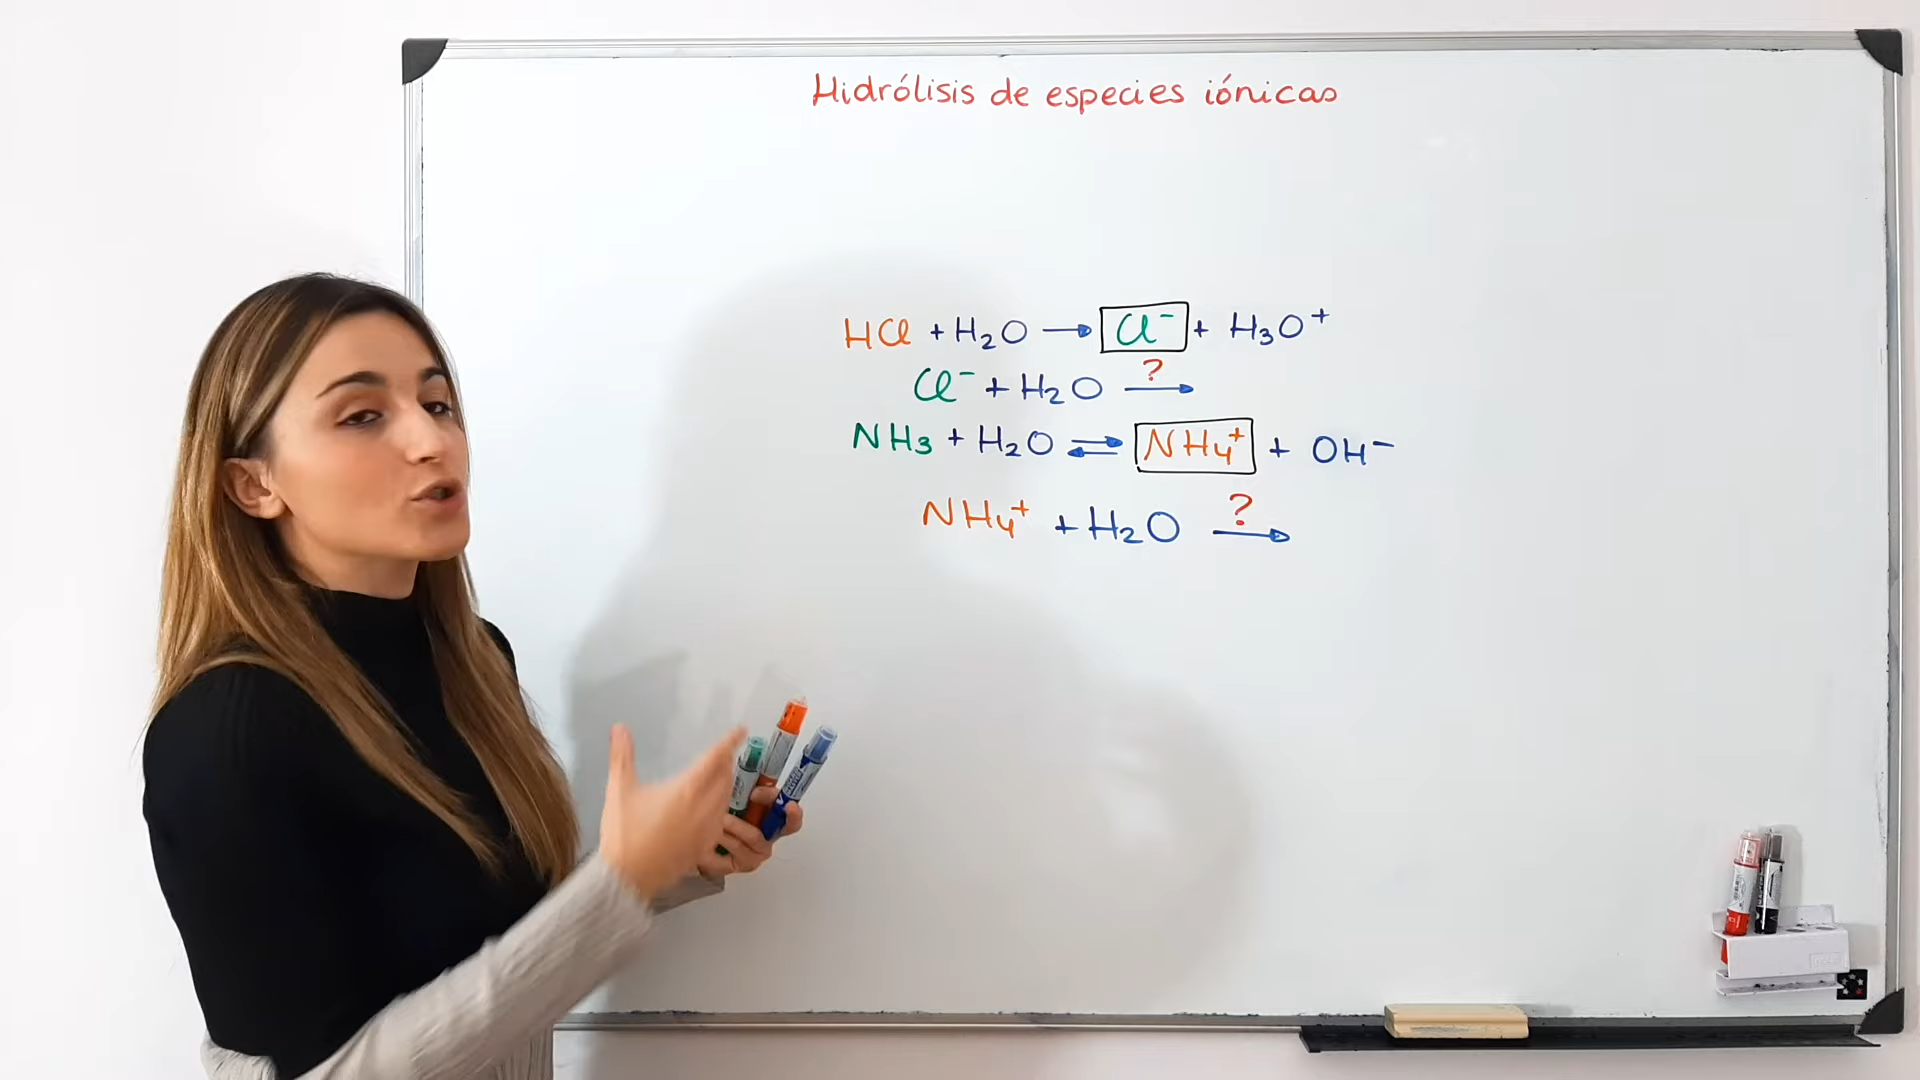 Hidrólisis de especies iónicas
HCl + H₂O → Cl⁻ + H₃O⁺
Cl⁻ + H₂O →?
NH₃ + H₂O ⇌ NH₄⁺ + OH⁻
NH₄⁺ + H₂O →?